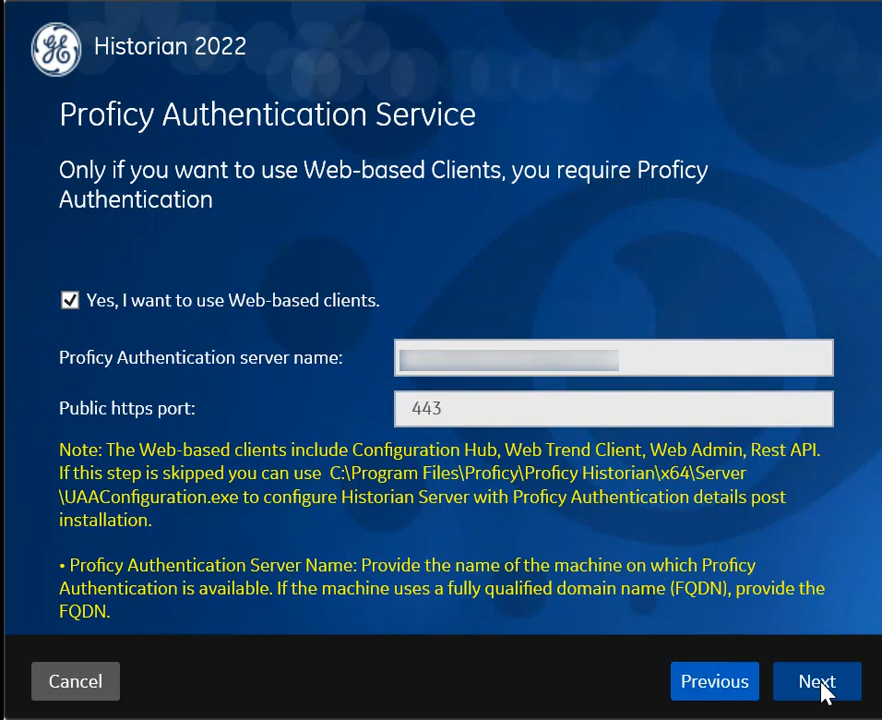 Historian 2022
Proficy Authentication Service
Only if you want to use Web-based Clients, you require Proficy
Authentication
Yes, I want to use Web-based clients.
Proficy Authentication server name:
Public https port:
443
Note: The Web-based clients include Configuration Hub, Web Trend Client, Web Admin, Rest API.
If this step is skipped you can use C:\Program Files\Proficy\Proficy Historian\x64\Server
\UAAConfiguration.exe to configure Historian Server with Proficy Authentication details post
installation.
• Proficy Authentication Server Name: Provide the name of the machine on which Proficy
Authentication is available. If the machine uses a fully qualified domain name (FQDN), provide the
FQDN.
Cancel
Previous
Next